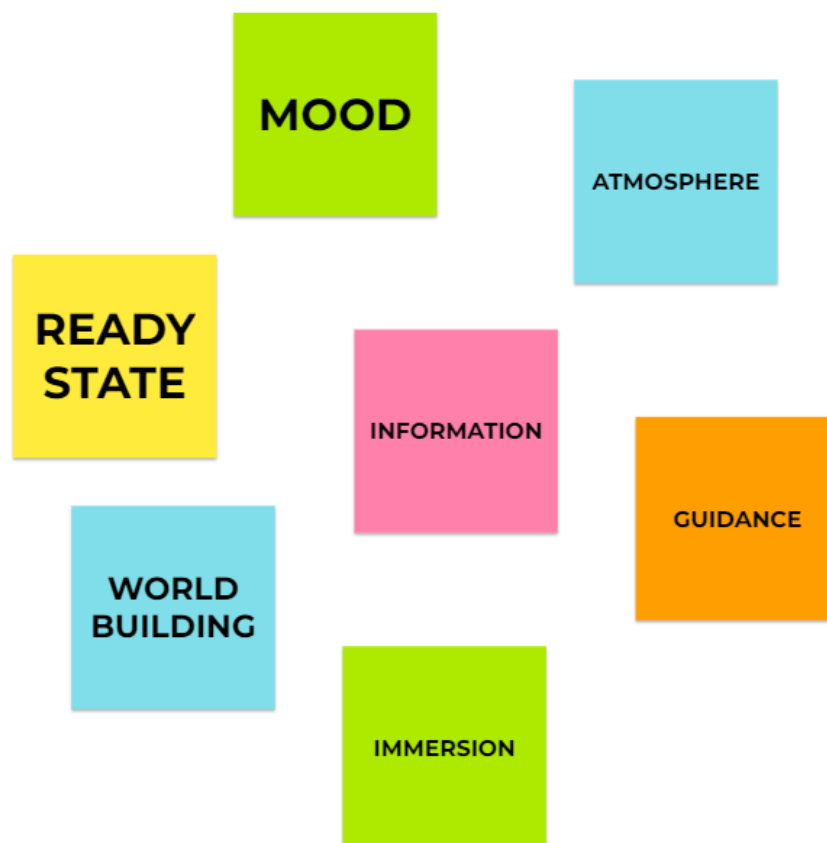 MOOD
ATMOSPHERE
READY
STATE
INFORMATION
GUIDANCE
WORLD
BUILDING
IMMERSION